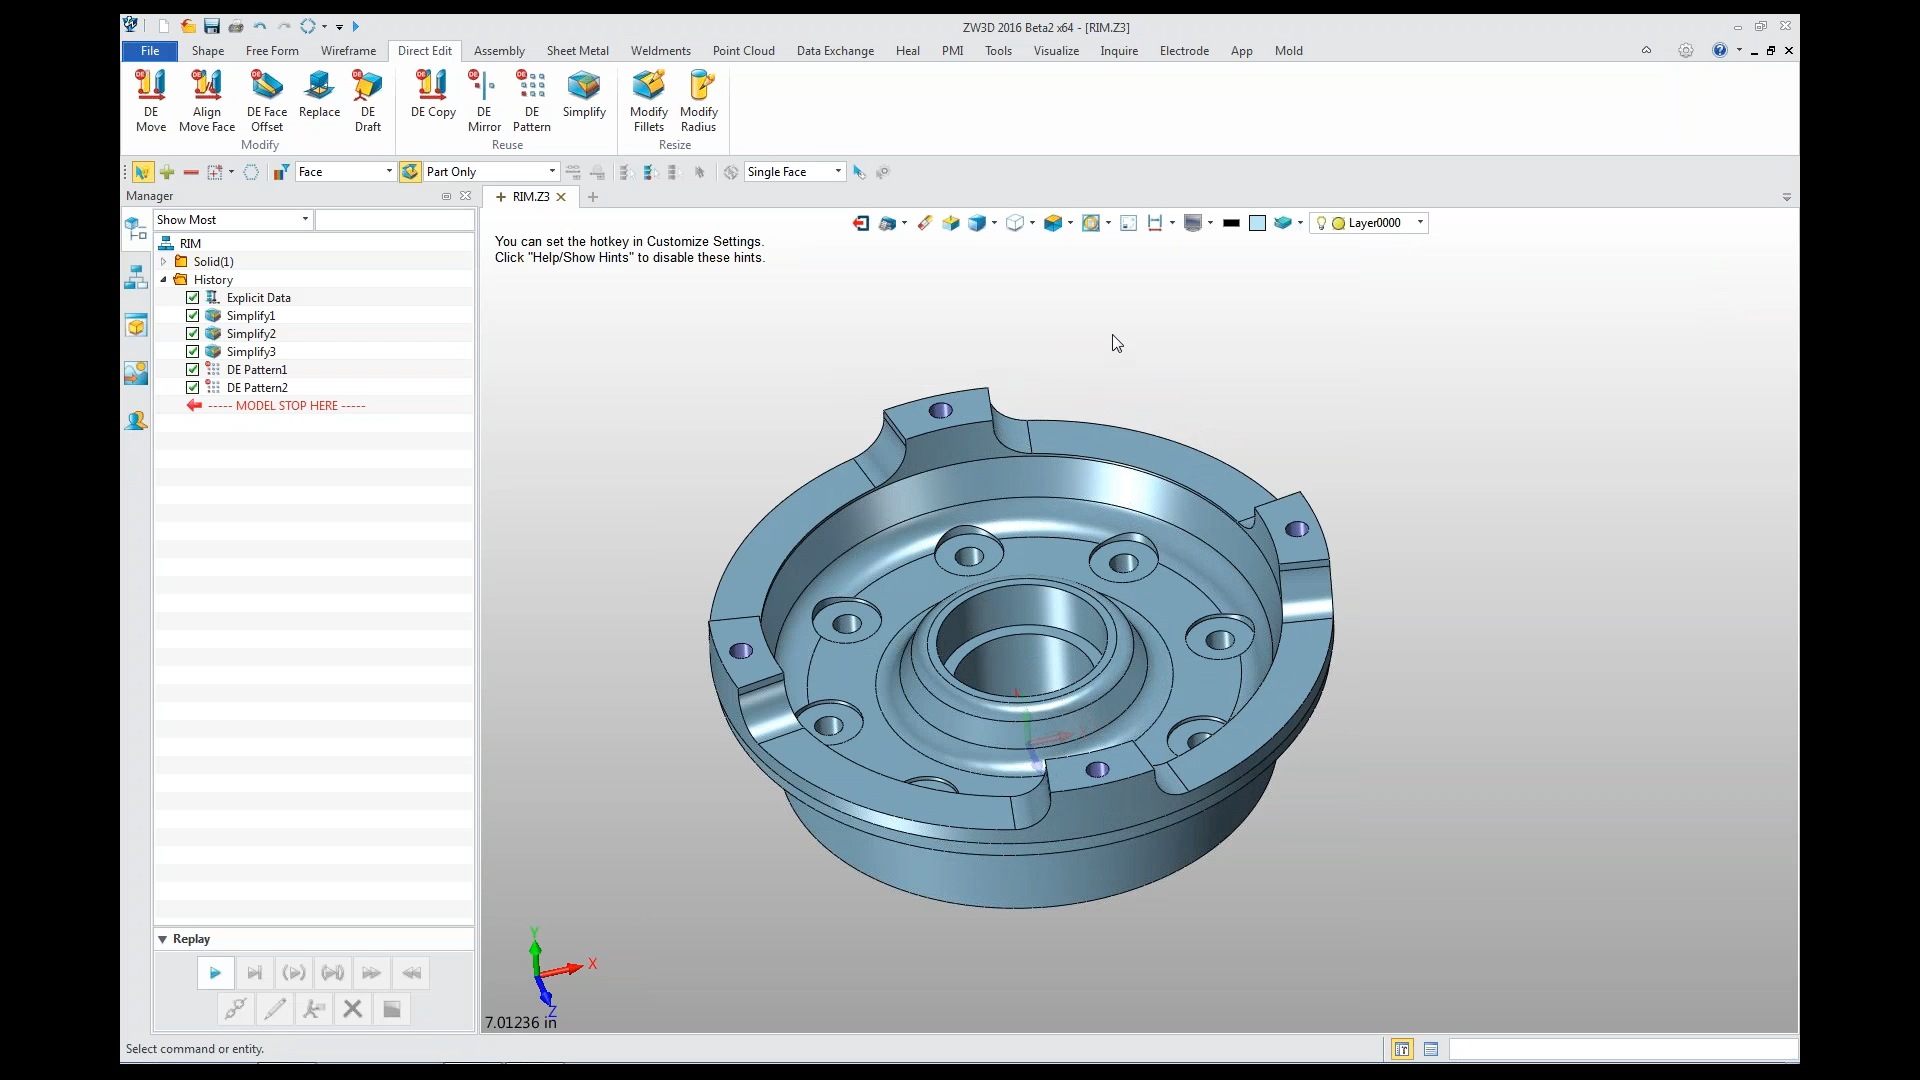 ZW3D 2016 Beta2 x64 - [RIM.Z3]
File Shape Free Form Wireframe Direct Edit Assembly Sheet Metal Weldments Point Cloud Data Exchange Heal PMI Tools Visualize Inquire Electrode App Mold
DE Move
Align Move Face
DE Face Offset
Replace
DE Draft
DE Copy
DE Mirror
DE Pattern
Simplify
Modify Fillets
Modify Radius
Modify Reuse Resize
Face Part Only Single Face
Manager
RIM.Z3
Show Most
Layer0000
You can set the hotkey in Customize Settings.
Click "Help/Show Hints" to disable these hints.
RIM
Solid(1)
History
Explicit Data
Simplify1
Simplify2
Simplify3
DE Pattern1
DE Pattern2
----- MODEL STOP HERE -----
Replay
Y
X
Z
7.01236 in
Select command or entity.